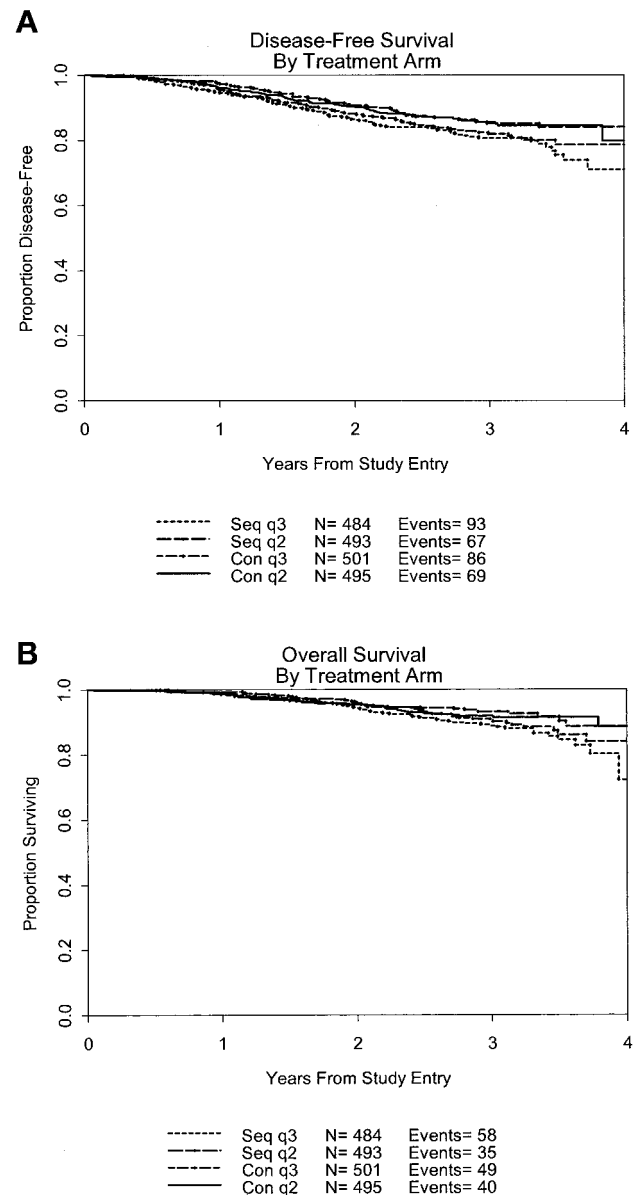 A
Disease-Free Survival
By Treatment Arm
Proportion Disease-Free
1.0
0.8
0.6
0.4
0.2
0.0
0 1 2 3 4
Years From Study Entry
Seq q3 N= 484 Events= 93
Seq q2 N= 493 Events= 67
Con q3 N= 501 Events= 86
Con q2 N= 495 Events= 69
B
Overall Survival
By Treatment Arm
Proportion Surviving
1.0
0.8
0.6
0.4
0.2
0.0
0 1 2 3 4
Years From Study Entry
Seq q3 N= 484 Events= 58
Seq q2 N= 493 Events= 35
Con q3 N= 501 Events= 49
Con q2 N= 495 Events= 40